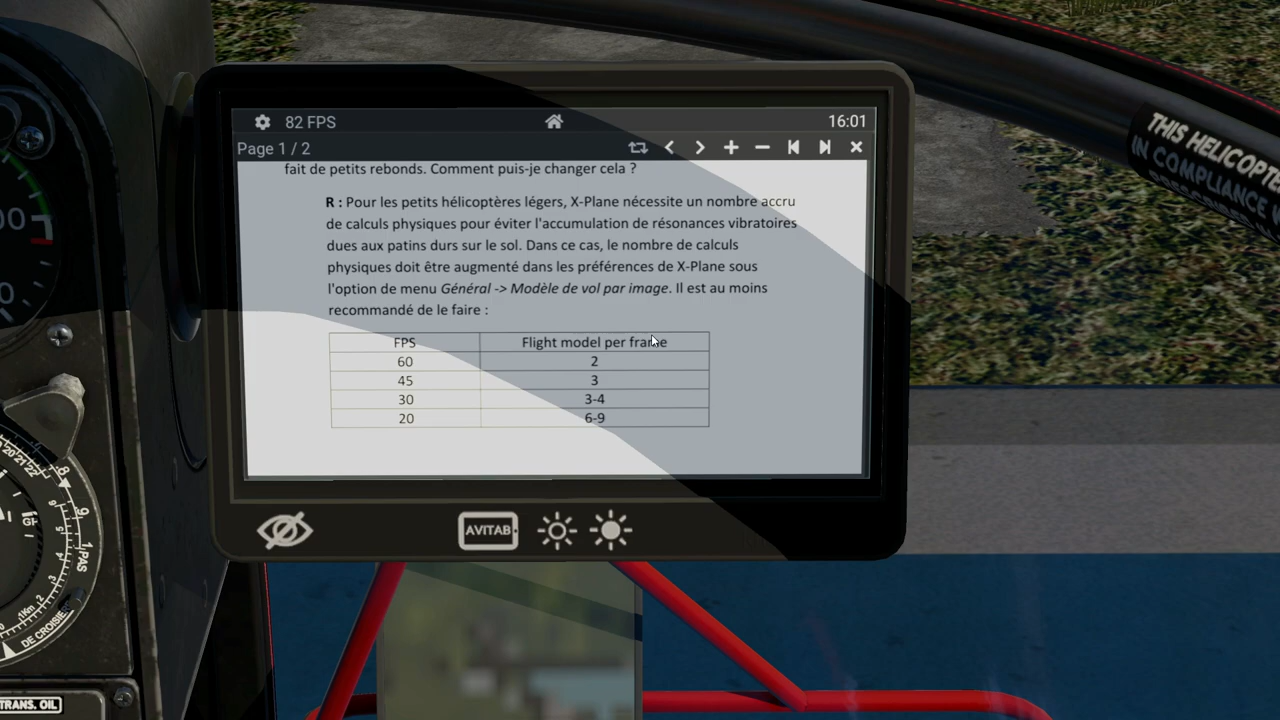 82 FPS
16:01
Page 1 / 2
fait de petits rebonds. Comment puis-je changer cela ?
R : Pour les petits hélicoptères légers, X-Plane nécessite un nombre accru
de calculs physiques pour éviter l'accumulation de résonances vibratoires
dues aux patins durs sur le sol. Dans ce cas, le nombre de calculs
physiques doit être augmenté dans les préférences de X-Plane sous
l'option de menu Général -> Modèle de vol par image. Il est au moins
recommandé de le faire :
FPS Flight model per frame
60 2
45 3
30 3-4
20 6-9
AVITAB
THIS HELICOPTE
IN COMPLIANCE
1Km
DE CROISIE
1.PAS
TRANS. OIL